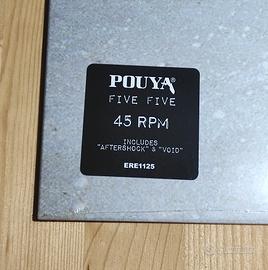 POUYA®
FIVE FIVE
45 RPM
INCLUDES
"AFTERSHOCK" & "VOID"
ERE1125